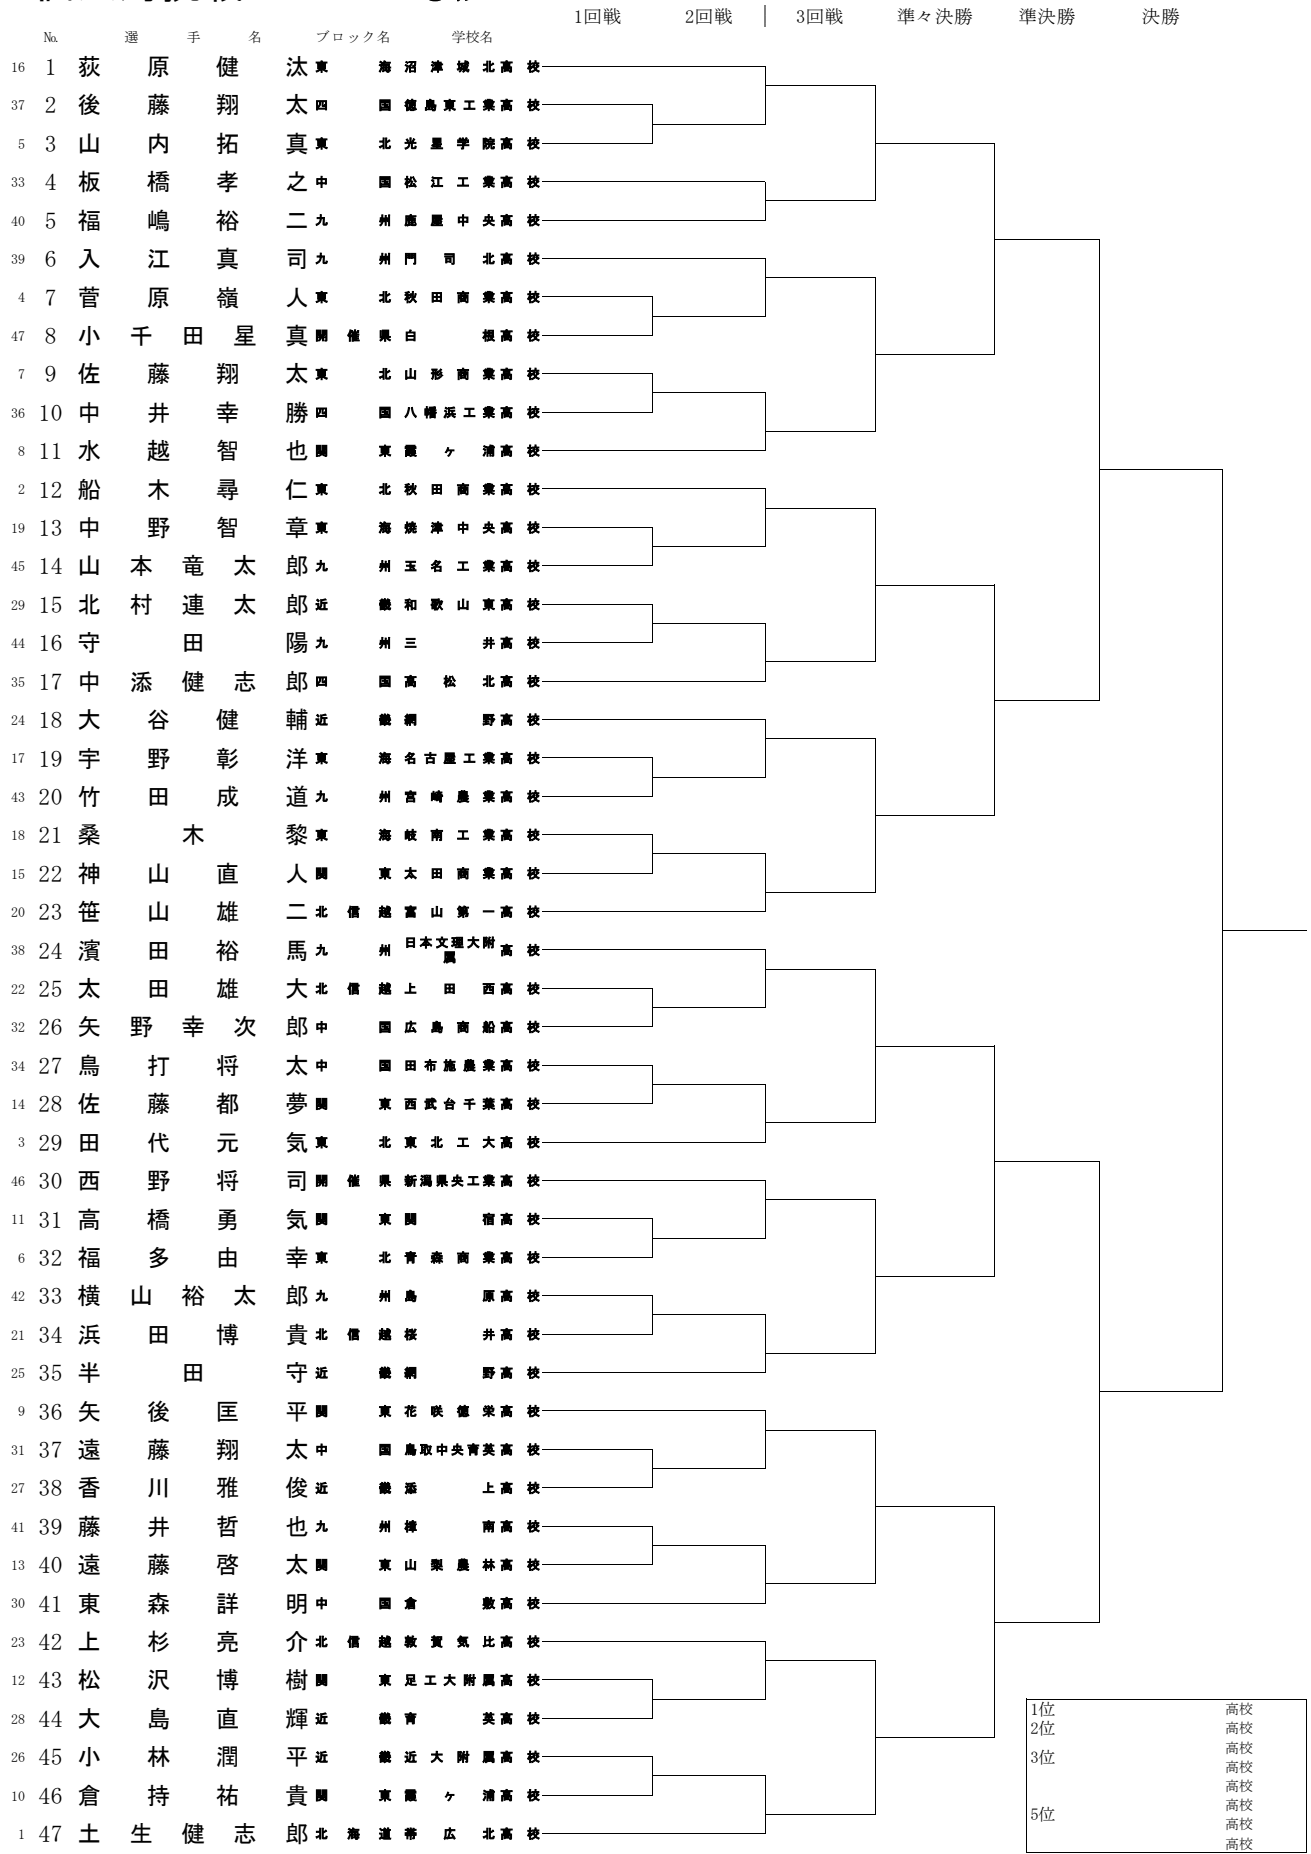 1回戦 2回戦 3回戦 準々決勝 準決勝 決勝
№ 選手名 ブロック名 学校名
16 1 荻原健汰 東海 沼津城北高校
37 2 後藤翔太 四国 徳島東工業高校
5 3 山内拓真 東北 光星学院高校
33 4 板橋孝之 中国 松江工業高校
40 5 福嶋裕二 九州 鹿屋中央高校
39 6 入江真司 九州 門司北高校
4 7 菅原嶺人 東北 秋田商業高校
47 8 小千田星真 開催県 白根高校
7 9 佐藤翔太 東北 山形商業高校
36 10 中井幸勝 四国 八幡浜工業高校
8 11 水越智也 関東 霞ヶ浦高校
2 12 船木尋仁 東北 秋田商業高校
19 13 中野智章 東海 焼津中央高校
45 14 山本竜太郎 九州 玉名工業高校
29 15 北村連太郎 近畿 和歌山東高校
44 16 守田陽 九州 三井高校
35 17 中添健志郎 四国 高松北高校
24 18 大谷健輔 近畿 網野高校
17 19 宇野彰洋 東海 名古屋工業高校
43 20 竹田成道 九州 宮崎農業高校
18 21 桑木黎 東海 岐南工業高校
15 22 神山直人 関東 太田商業高校
20 23 笹山雄二 北信越 富山第一高校
38 24 濱田裕馬 九州 日本文理大附属高校
22 25 太田雄大 北信越 上田西高校
32 26 矢野幸次郎 中国 広島商船高校
34 27 鳥打将太 中国 田布施農業高校
14 28 佐藤都夢 関東 西武台千葉高校
3 29 田代元気 東北 東北工大高校
46 30 西野将司 開催県 新潟県央工業高校
11 31 高橋勇気 関東 関宿高校
6 32 福多由幸 東北 青森商業高校
42 33 横山裕太郎 九州 島原高校
21 34 浜田博貴 北信越 桜井高校
25 35 半田守 近畿 網野高校
9 36 矢後匡平 関東 花咲徳栄高校
31 37 遠藤翔太 中国 鳥取中央育英高校
27 38 香川雅俊 近畿 添上高校
41 39 藤井哲也 九州 樟南高校
13 40 遠藤啓太 関東 山梨農林高校
30 41 東森詳明 中国 倉敷高校
23 42 上杉亮介 北信越 敦賀気比高校
12 43 松沢博樹 関東 足工大附属高校
28 44 大島直輝 近畿 育英高校
26 45 小林潤平 近畿 近大附属高校
10 46 倉持祐貴 関東 霞ヶ浦高校
1 47 土生健志郎 北海道 帯広北高校
1位 高校
2位 高校
3位 高校
高校
5位 高校
高校
高校
高校